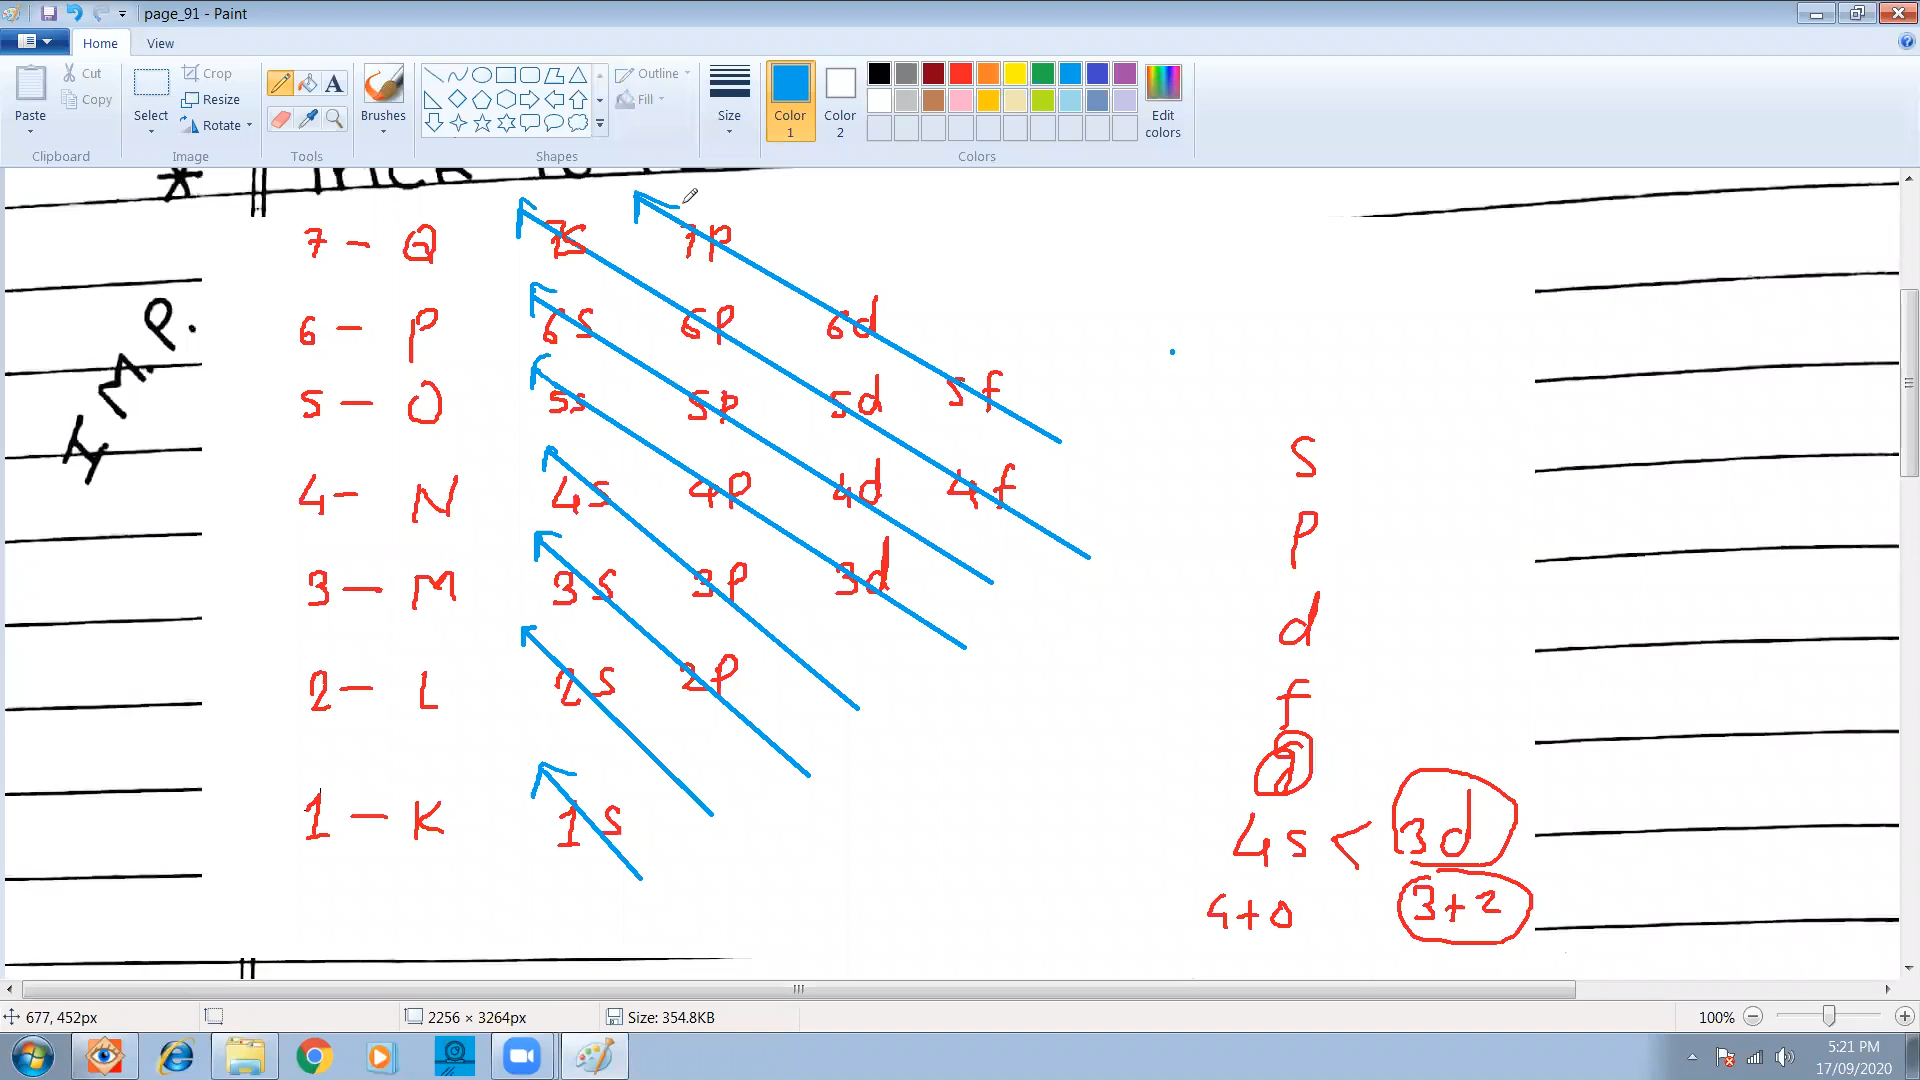 page_91 - Paint
Home View
Paste
Cut
Copy
Clipboard
Select
Crop
Resize
Rotate
Image
Tools
Brushes
Shapes
Outline
Fill
Size
Color 1
Color 2
Edit colors
Colors
I M P.
7 - Q 7s 7p
6 - P 6s 6p 6d
5 - O 5s 5p 5d 5f
4 - N 4s 4p 4d 4f
3 - M 3s 3p 3d
2 - L 2s 2p
1 - K 1s
S
P
d
f
4s < 3d
4+0 3+2
677, 452px
2256 × 3264px
Size: 354.8KB
100%
5:21 PM
17/09/2020